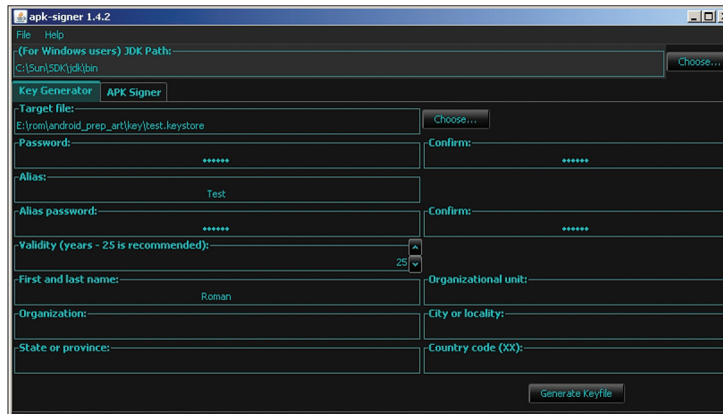 apk-signer 1.4.2
File Help
(For Windows users) JDK Path:
C:\Sun\SDK\jdk\bin
Choose...
Key Generator APK Signer
Target file:
E:\rom\android_prep_art\key\test.keystore
Choose...
Password: Confirm:
•••••• ••••••
Alias:
Test
Alias password: Confirm:
•••••• ••••••
Validity (years - 25 is recommended):
25
First and last name: Organizational unit:
Roman
Organization: City or locality:
State or province: Country code (XX):
Generate Keyfile